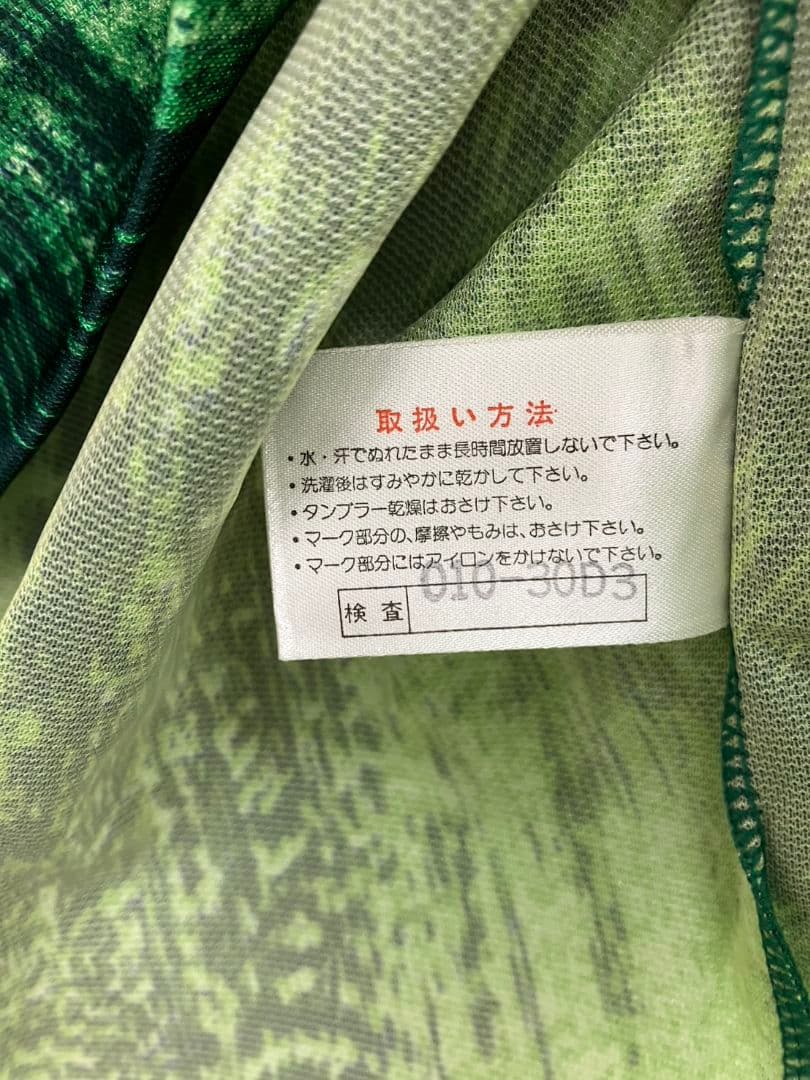 取扱い方法
・水・汗でぬれたまま長時間放置しないで下さい。
・洗濯後はすみやかに乾かして下さい。
・タンブラー乾燥はおさけ下さい。
・マーク部分の、摩擦やもみは、おさけ下さい。
・マーク部分にはアイロンをかけないで下さい。
010-30D3
検査